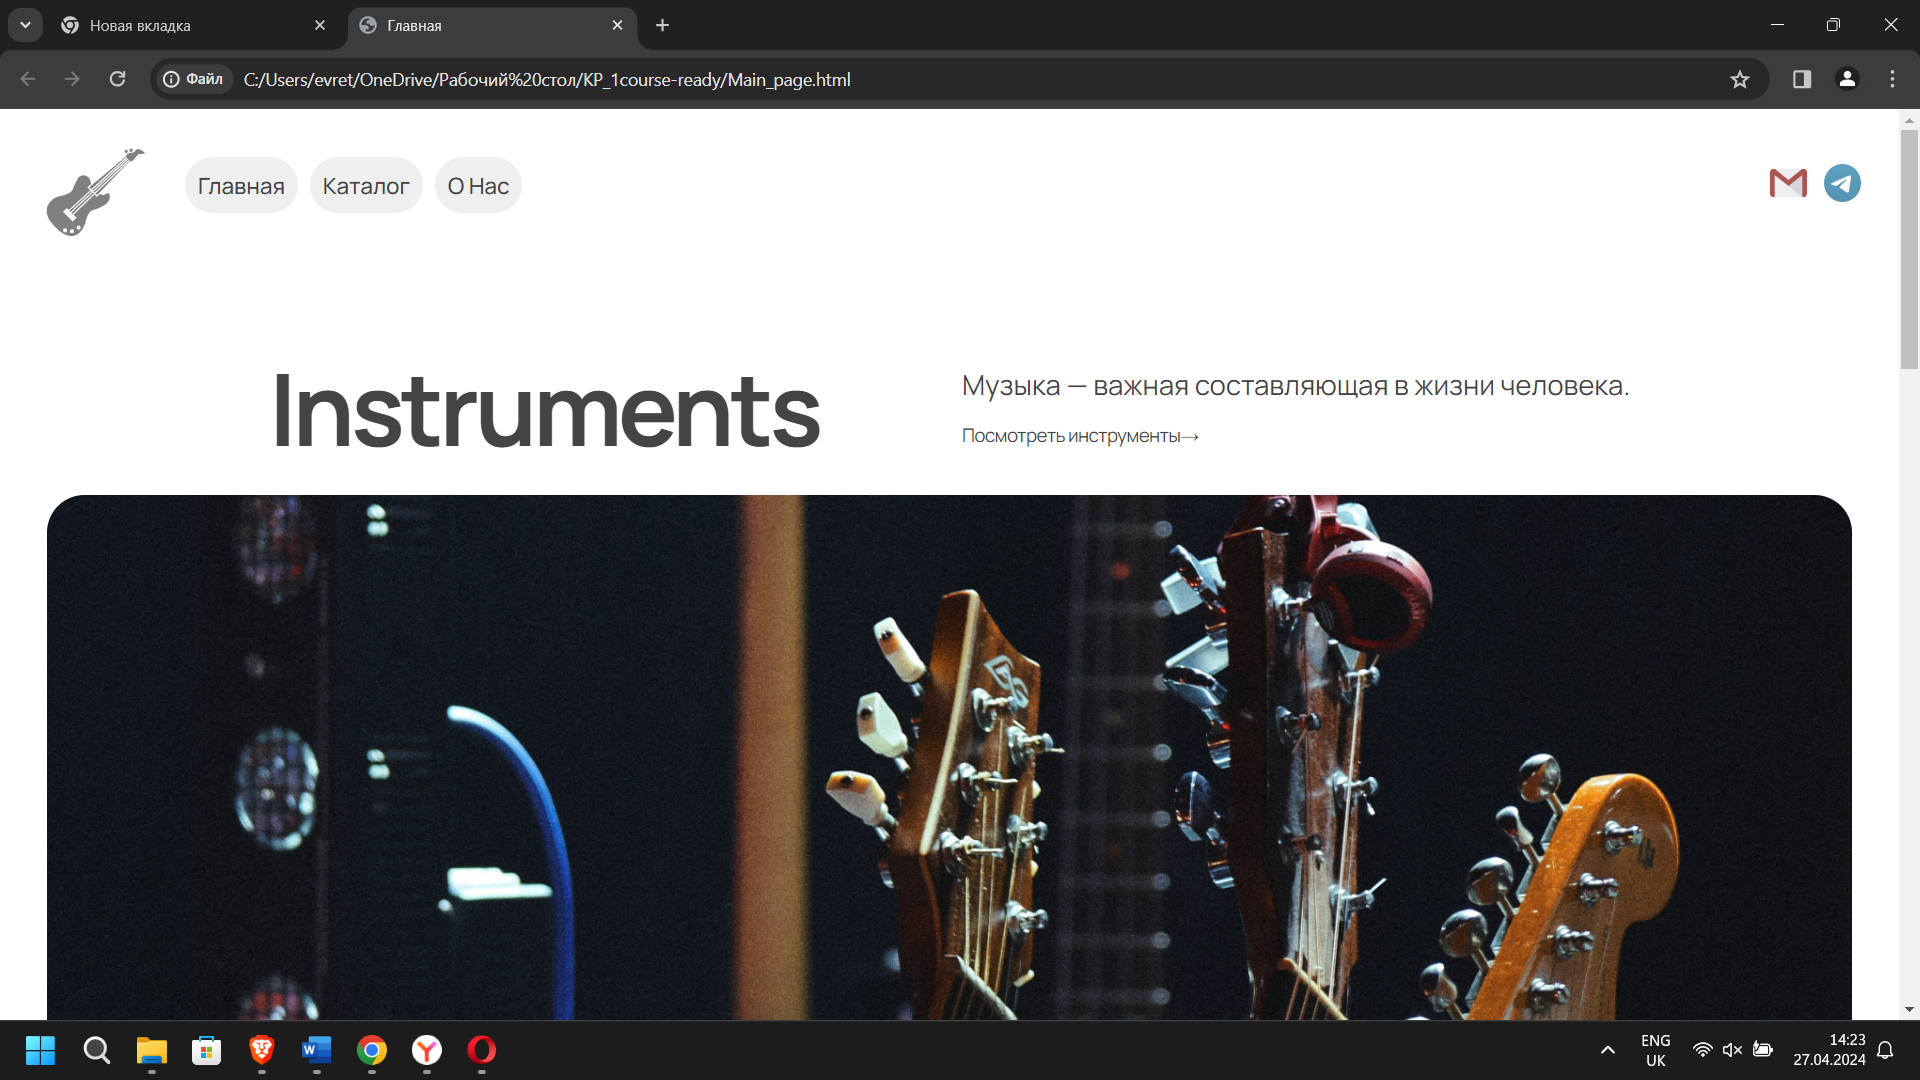 Новая вкладка
Главная
Файл
C:/Users/evret/OneDrive/Рабочий%20стол/KP_1course-ready/Main_page.html
Главная
Каталог
О Нас
Instruments
Музыка — важная составляющая в жизни человека.
Посмотреть инструменты→
ENG
UK
14:23
27.04.2024